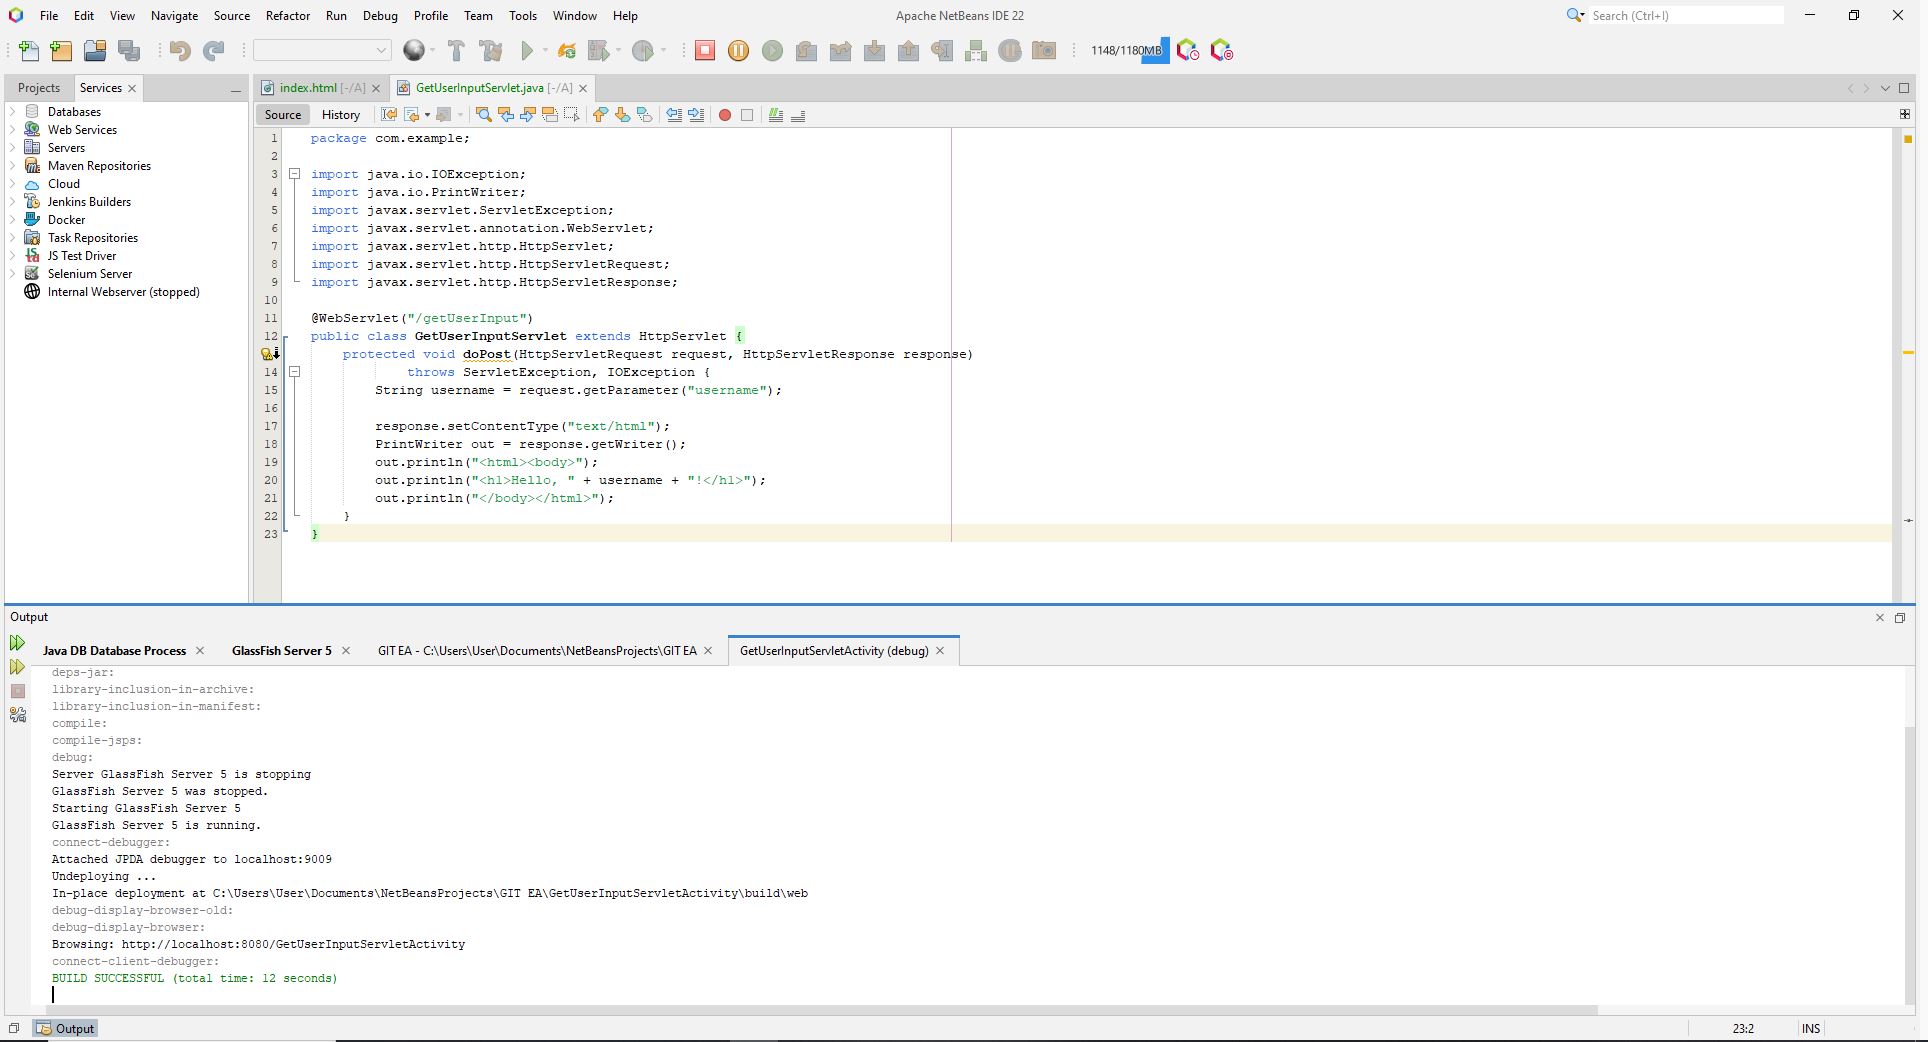 File Edit View Navigate Source Refactor Run Debug Profile Team Tools Window Help
Apache NetBeans IDE 22
Search (Ctrl+I)
1148/1180MB
Projects Services
index.html [-/A] GetUserInputServlet.java [-/A]
Databases
Web Services
Servers
Maven Repositories
Cloud
Jenkins Builders
Docker
Task Repositories
JS Test Driver
Selenium Server
Internal Webserver (stopped)
Source History
1 package com.example;
2
3 import java.io.IOException;
4 import java.io.PrintWriter;
5 import javax.servlet.ServletException;
6 import javax.servlet.annotation.WebServlet;
7 import javax.servlet.http.HttpServlet;
8 import javax.servlet.http.HttpServletRequest;
9 import javax.servlet.http.HttpServletResponse;
10
11 @WebServlet("/getUserInput")
12 public class GetUserInputServlet extends HttpServlet {
protected void doPost(HttpServletRequest request, HttpServletResponse response)
14 throws ServletException, IOException {
15 String username = request.getParameter("username");
16
17 response.setContentType("text/html");
18 PrintWriter out = response.getWriter();
19 out.println("<html><body>");
20 out.println("<h1>Hello, " + username + "!</h1>");
21 out.println("</body></html>");
22 }
23 }
Output
Java DB Database Process GlassFish Server 5 GIT EA - C:\Users\User\Documents\NetBeansProjects\GIT EA GetUserInputServletActivity (debug)
deps-jar:
library-inclusion-in-archive:
library-inclusion-in-manifest:
compile:
compile-jsps:
debug:
Server GlassFish Server 5 is stopping
GlassFish Server 5 was stopped.
Starting GlassFish Server 5
GlassFish Server 5 is running.
connect-debugger:
Attached JPDA debugger to localhost:9009
Undeploying ...
In-place deployment at C:\Users\User\Documents\NetBeansProjects\GIT EA\GetUserInputServletActivity\build\web
debug-display-browser-old:
debug-display-browser:
Browsing: http://localhost:8080/GetUserInputServletActivity
connect-client-debugger:
BUILD SUCCESSFUL (total time: 12 seconds)
Output
23:2 INS